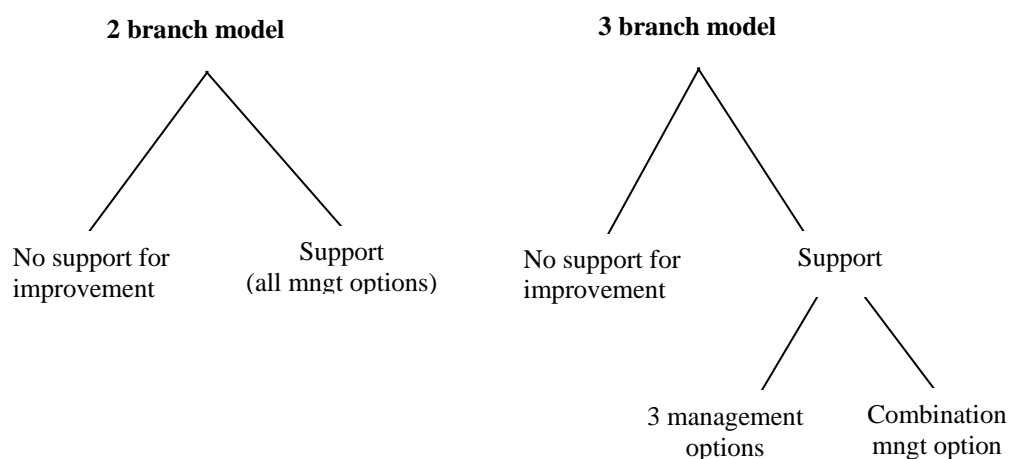 2 branch model
No support for
improvement
Support
(all mngt options)
3 branch model
No support for
improvement
Support
3 management
options
Combination
mngt option